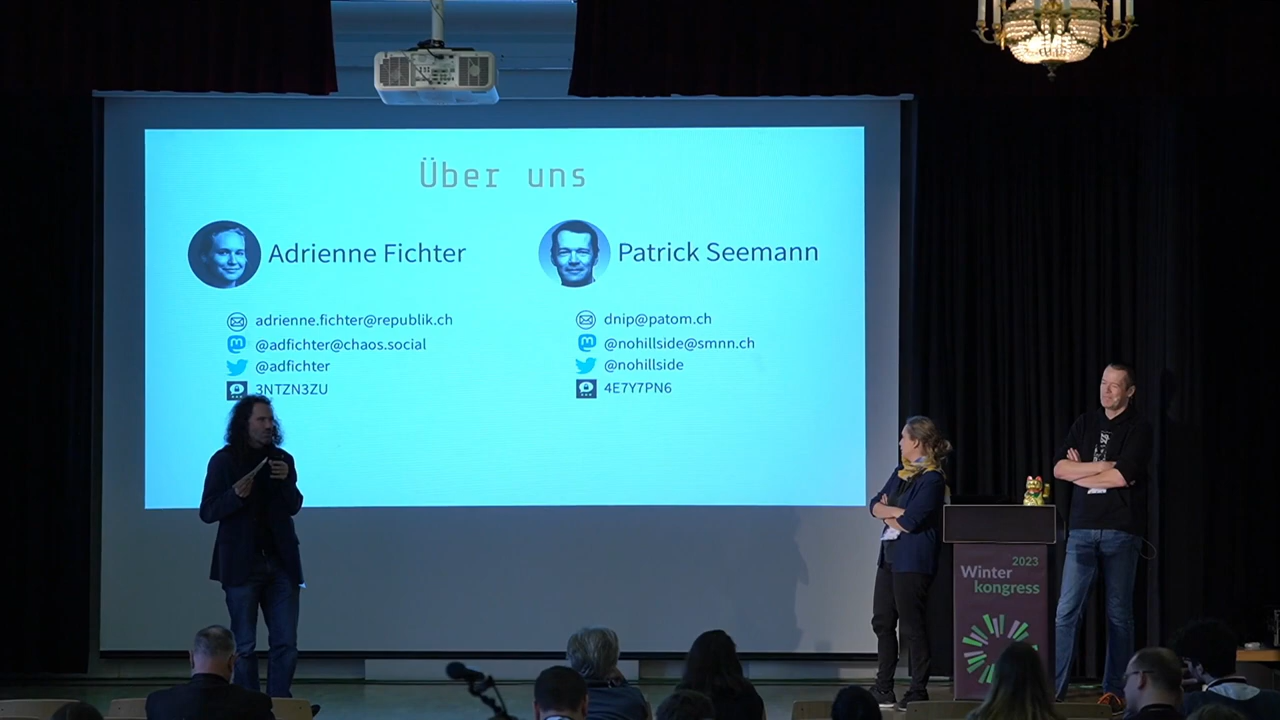 Über uns
Adrienne Fichter
adrienne.fichter@republik.ch
@adfichter@chaos.social
@adfichter
3NTZN3ZU
Patrick Seemann
dnip@patom.ch
@nohillside@smnn.ch
@nohillside
4E7Y7PN6
2023
Winter
kongress